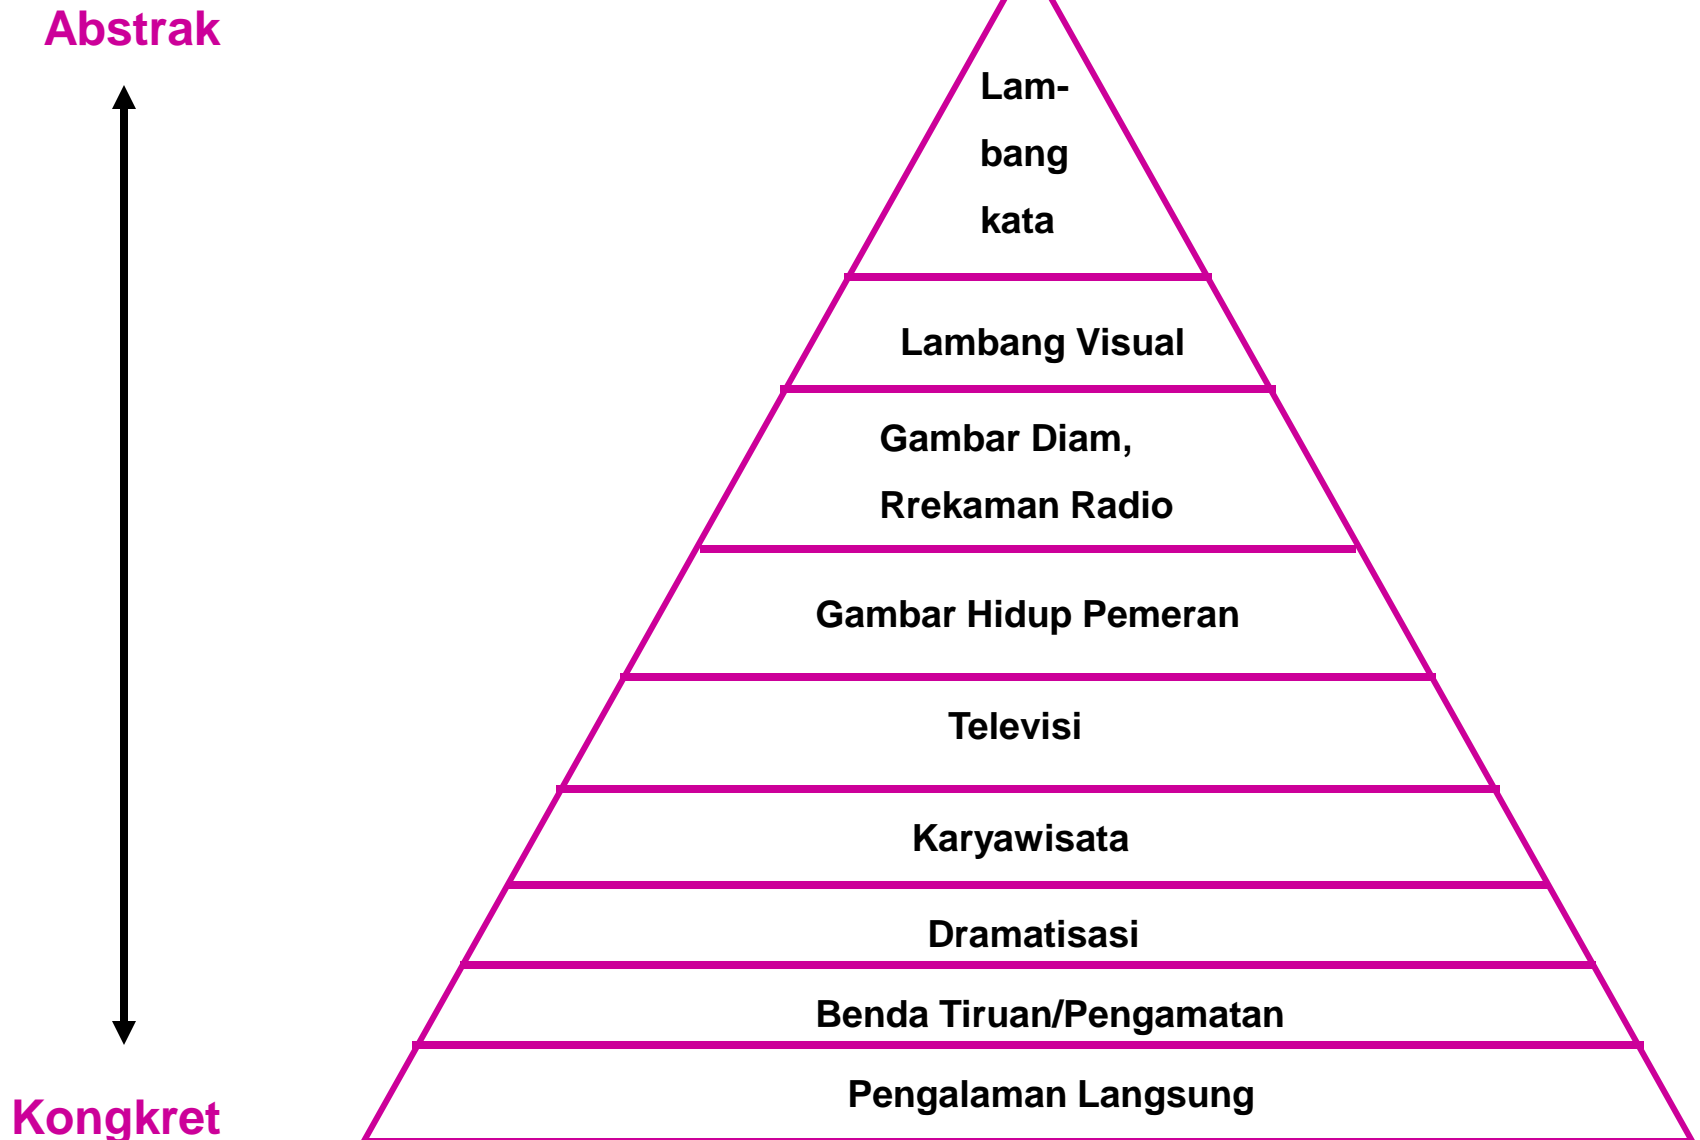 Abstrak
Lam-
bang
kata
Lambang Visual
Gambar Diam,
Rrekaman Radio
Gambar Hidup Pemeran
Televisi
Karyawisata
Dramatisasi
Benda Tiruan/Pengamatan
Pengalaman Langsung
Kongkret